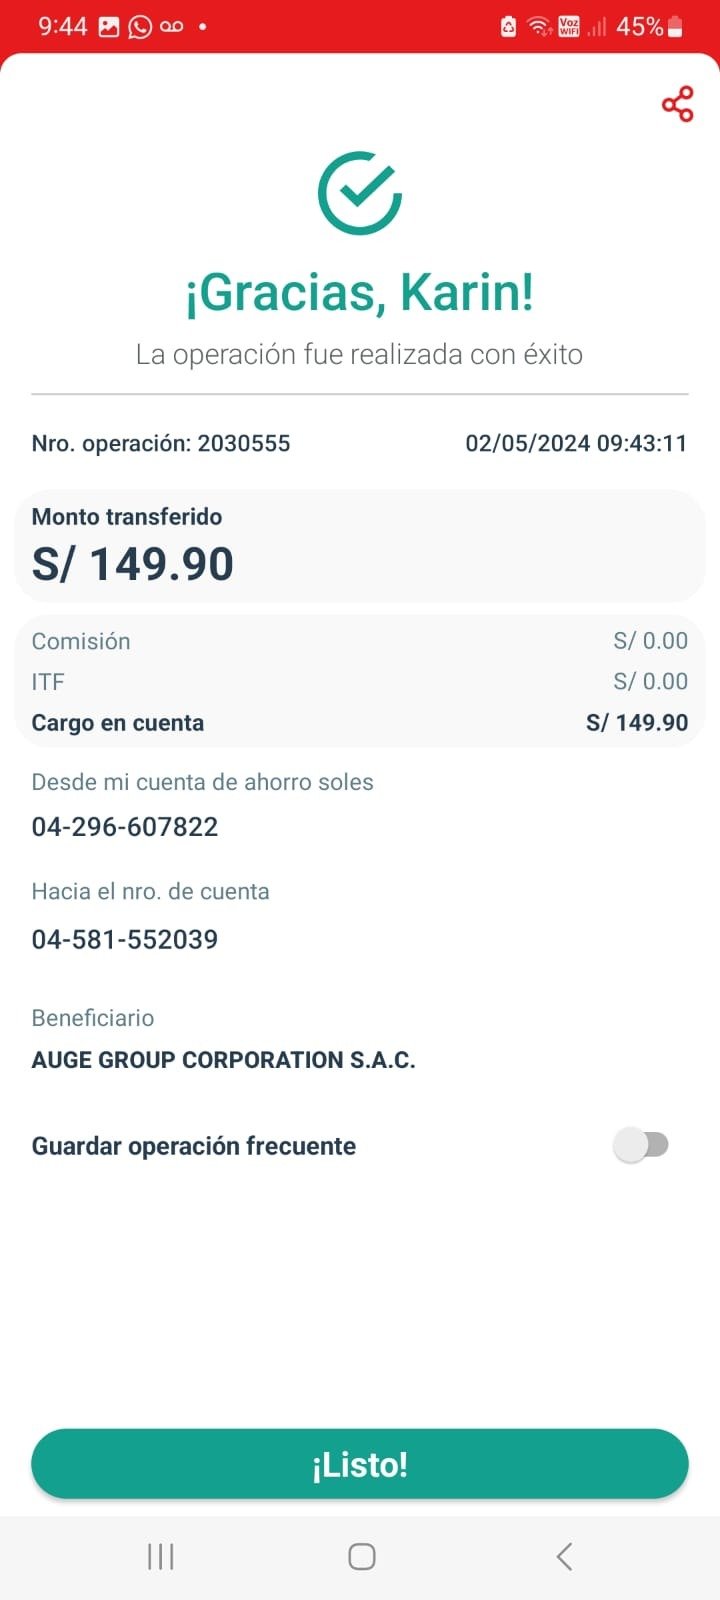 9:44
Voz
WiFi
45%
¡Gracias, Karin!
La operación fue realizada con éxito
Nro. operación: 2030555 02/05/2024 09:43:11
Monto transferido
S/ 149.90
Comisión S/ 0.00
ITF S/ 0.00
Cargo en cuenta S/ 149.90
Desde mi cuenta de ahorro soles
04-296-607822
Hacia el nro. de cuenta
04-581-552039
Beneficiario
AUGE GROUP CORPORATION S.A.C.
Guardar operación frecuente
¡Listo!